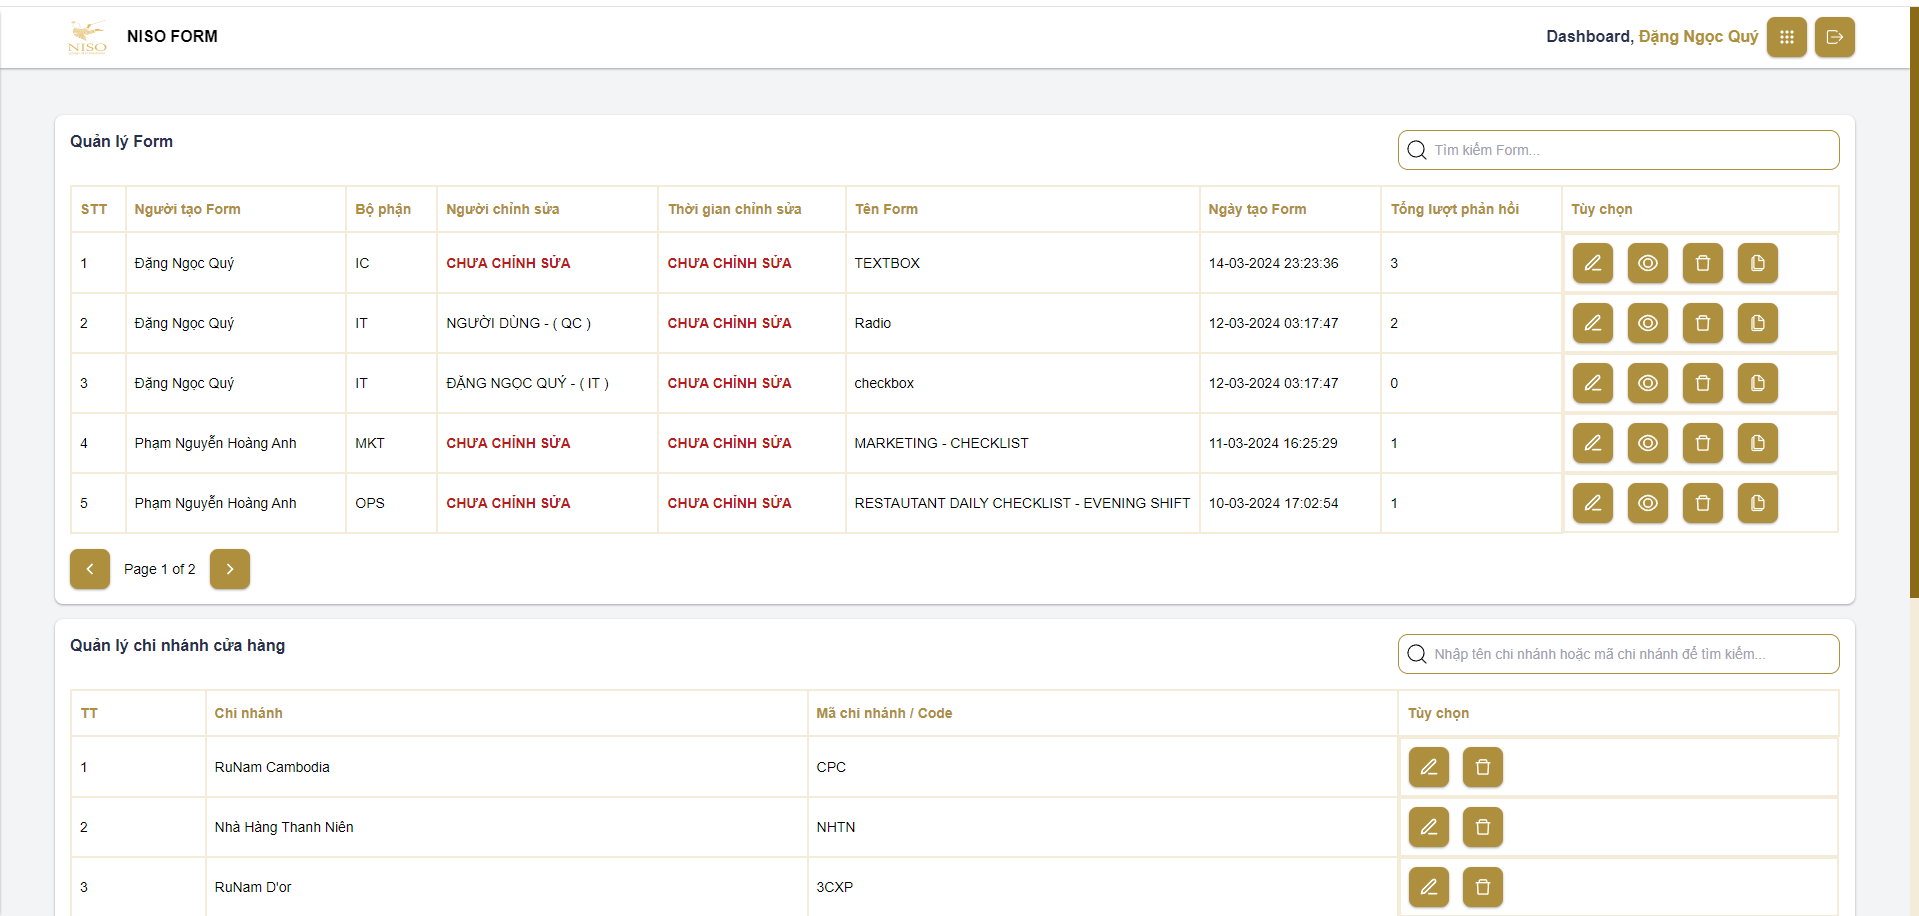 NISO
NISO FORM
Dashboard, Đặng Ngọc Quý
Quản lý Form
Tìm kiếm Form...
STT Người tạo Form Bộ phận Người chỉnh sửa Thời gian chỉnh sửa Tên Form Ngày tạo Form Tổng lượt phản hồi Tùy chọn
1 Đặng Ngọc Quý IC CHƯA CHỈNH SỬA CHƯA CHỈNH SỬA TEXTBOX 14-03-2024 23:23:36 3
2 Đặng Ngọc Quý IT NGƯỜI DÙNG - ( QC ) CHƯA CHỈNH SỬA Radio 12-03-2024 03:17:47 2
3 Đặng Ngọc Quý IT ĐẶNG NGỌC QUÝ - ( IT ) CHƯA CHỈNH SỬA checkbox 12-03-2024 03:17:47 0
4 Phạm Nguyễn Hoàng Anh MKT CHƯA CHỈNH SỬA CHƯA CHỈNH SỬA MARKETING - CHECKLIST 11-03-2024 16:25:29 1
5 Phạm Nguyễn Hoàng Anh OPS CHƯA CHỈNH SỬA CHƯA CHỈNH SỬA RESTAUTANT DAILY CHECKLIST - EVENING SHIFT 10-03-2024 17:02:54 1
Page 1 of 2
Quản lý chi nhánh cửa hàng
Nhập tên chi nhánh hoặc mã chi nhánh để tìm kiếm...
TT Chi nhánh Mã chi nhánh / Code Tùy chọn
1 RuNam Cambodia CPC
2 Nhà Hàng Thanh Niên NHTN
3 RuNam D'or 3CXP